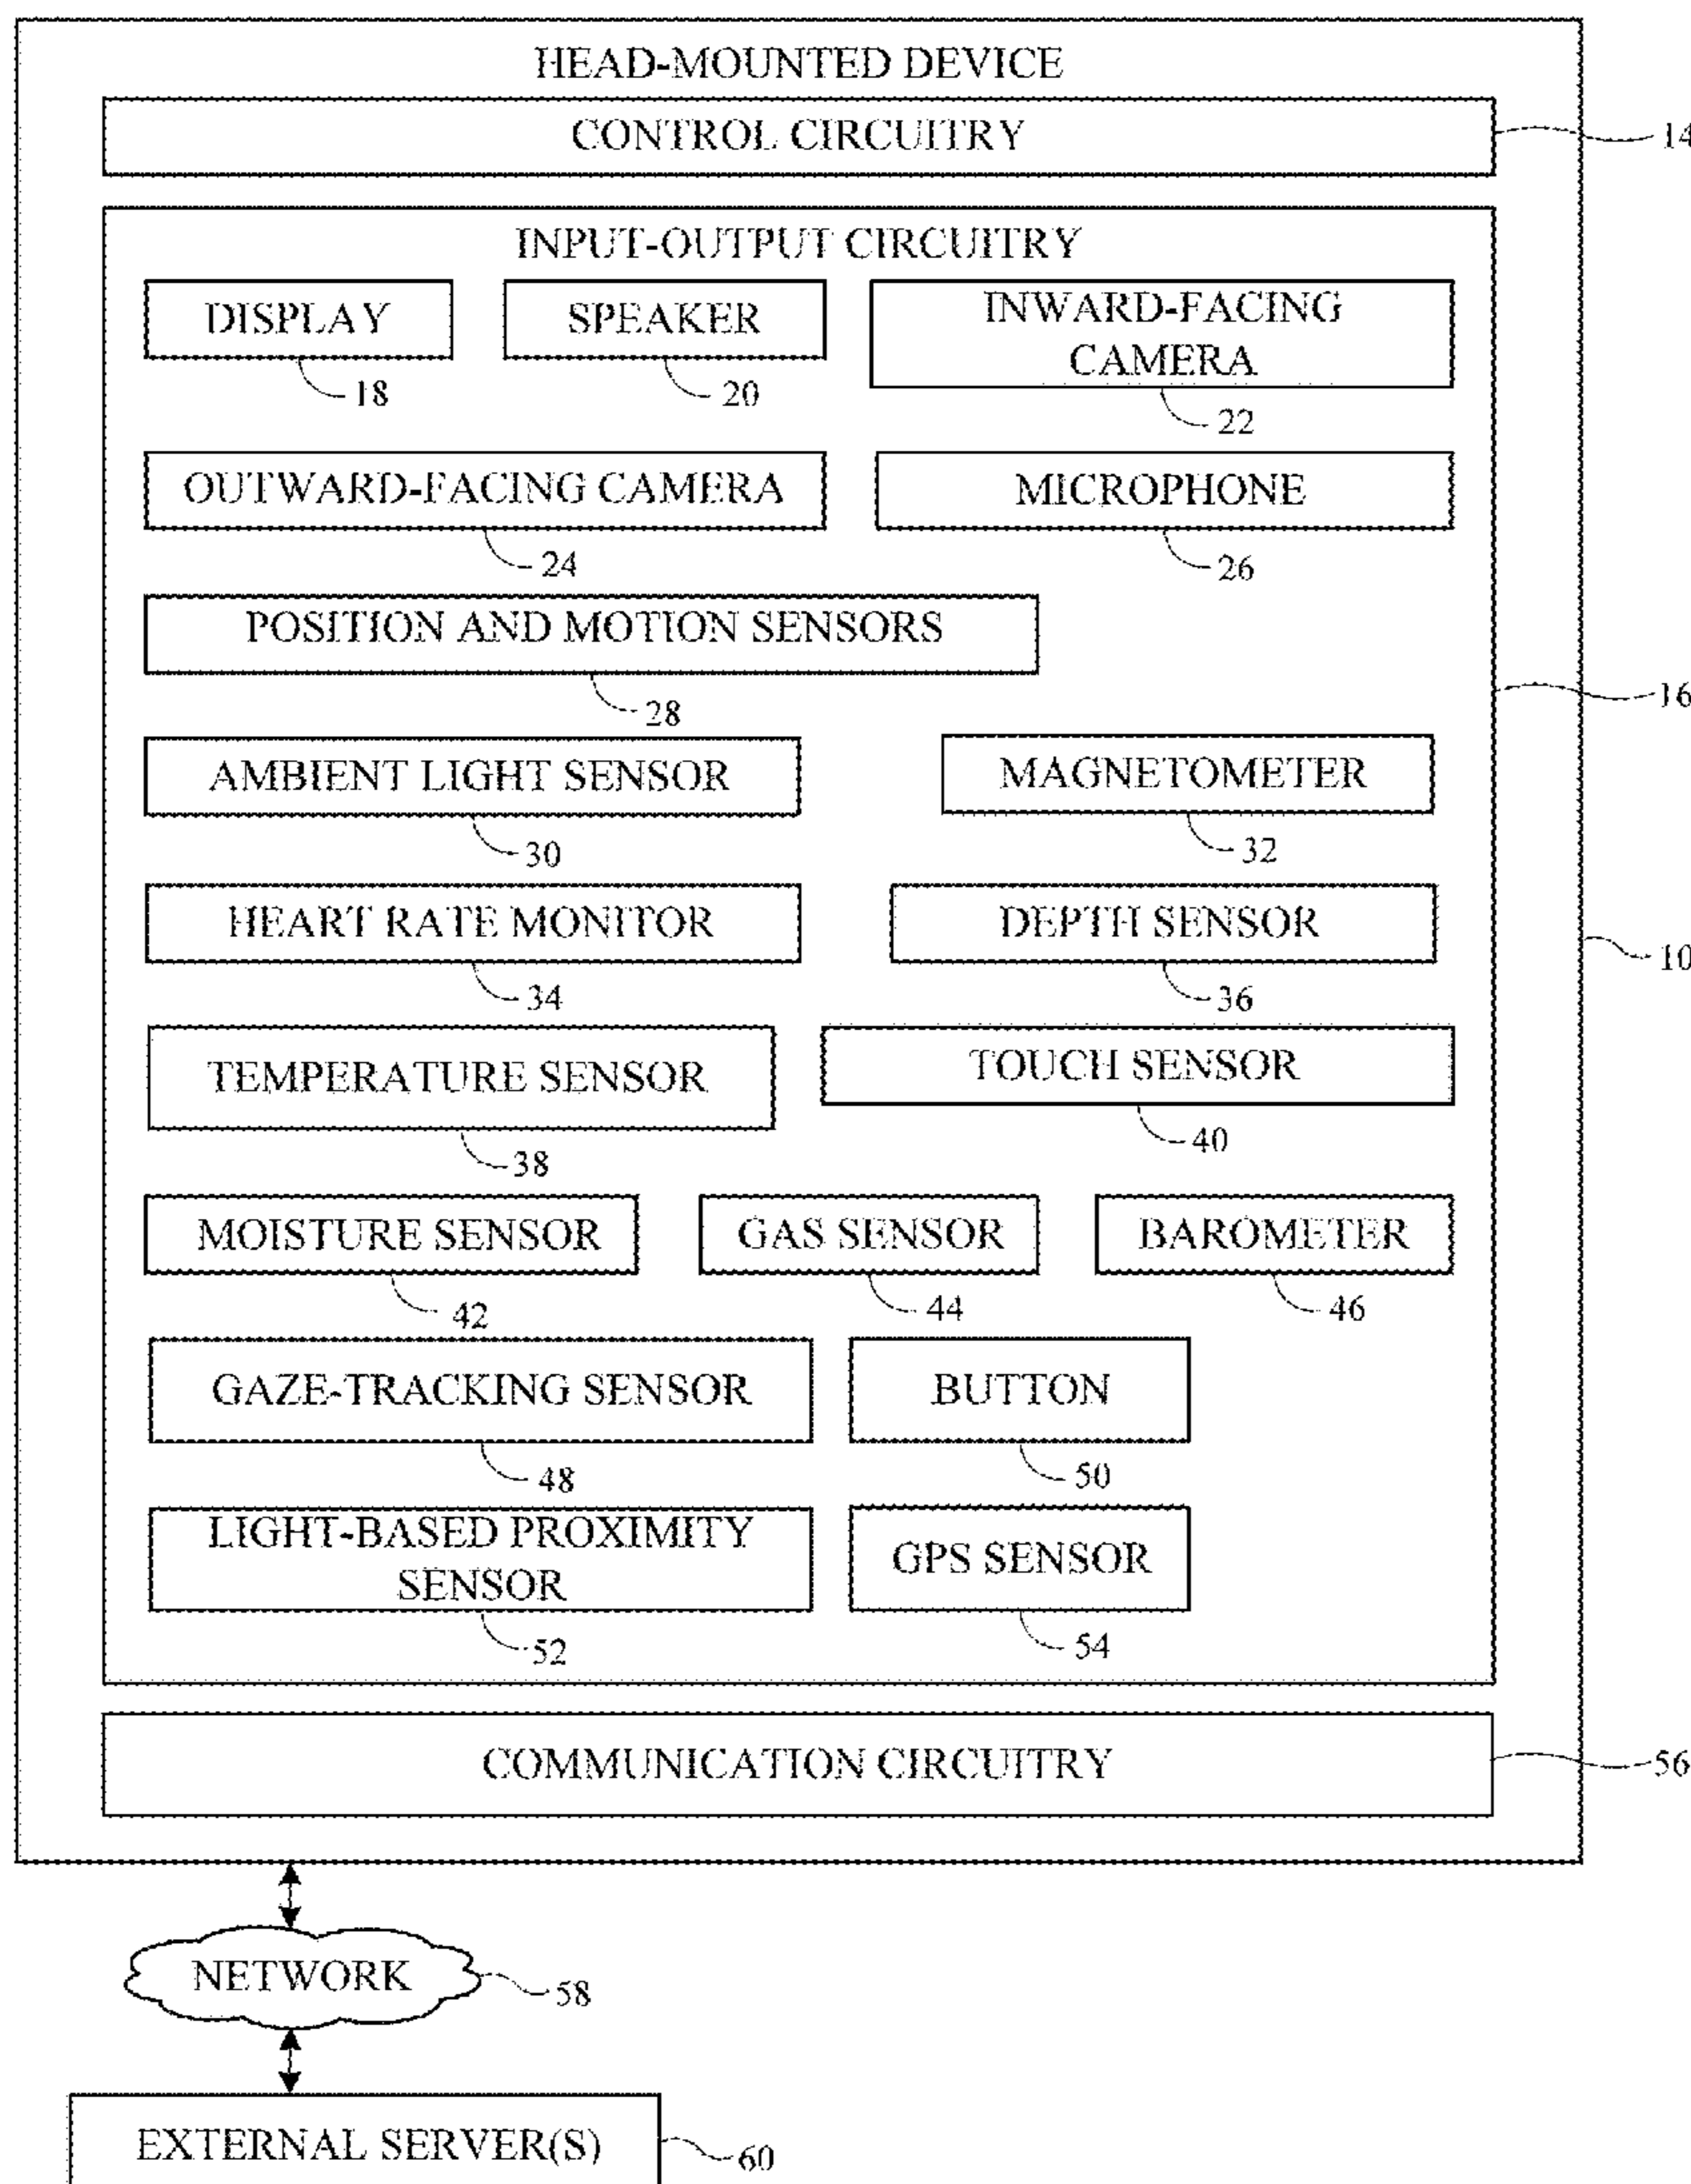 HEAD-MOUNTED DEVICE
CONTROL CIRCUITRY
14
INPUT-OUTPUT CIRCUITRY
DISPLAY
SPEAKER
INWARD-FACING
CAMERA
18
20
22
OUTWARD-FACING CAMERA
MICROPHONE
24
26
POSITION AND MOTION SENSORS
28
16
AMBIENT LIGHT SENSOR
MAGNETOMETER
30
32
HEART RATE MONITOR
DEPTH SENSOR
10
34
36
TEMPERATURE SENSOR
TOUCH SENSOR
38
40
MOISTURE SENSOR
GAS SENSOR
BAROMETER
42
44
46
GAZE-TRACKING SENSOR
BUTTON
48
50
LIGHT-BASED PROXIMITY
SENSOR
GPS SENSOR
52
54
COMMUNICATION CIRCUITRY
56
NETWORK
58
EXTERNAL SERVER(S)
60